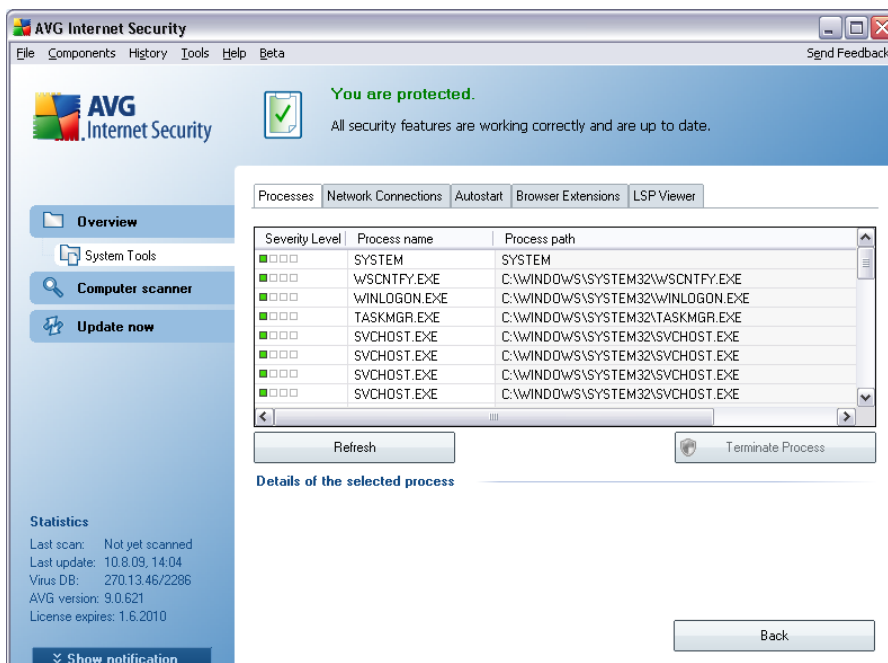 AVG Internet Security
File Components History Tools Help Beta Send Feedback
AVG
Internet Security
You are protected.
All security features are working correctly and are up to date.
Overview
System Tools
Computer scanner
Update now
Processes Network Connections Autostart Browser Extensions LSP Viewer
Severity Level Process name Process path
SYSTEM SYSTEM
WSCNTFY.EXE C:\WINDOWS\SYSTEM32\WSCNTFY.EXE
WINLOGON.EXE C:\WINDOWS\SYSTEM32\WINLOGON.EXE
TASKMGR.EXE C:\WINDOWS\SYSTEM32\TASKMGR.EXE
SVCHOST.EXE C:\WINDOWS\SYSTEM32\SVCHOST.EXE
SVCHOST.EXE C:\WINDOWS\SYSTEM32\SVCHOST.EXE
SVCHOST.EXE C:\WINDOWS\SYSTEM32\SVCHOST.EXE
SVCHOST.EXE C:\WINDOWS\SYSTEM32\SVCHOST.EXE
Refresh Terminate Process
Details of the selected process
Statistics
Last scan: Not yet scanned
Last update: 10.8.09, 14:04
Virus DB: 270.13.46/2286
AVG version: 9.0.621
License expires: 1.6.2010
Back
Show notification